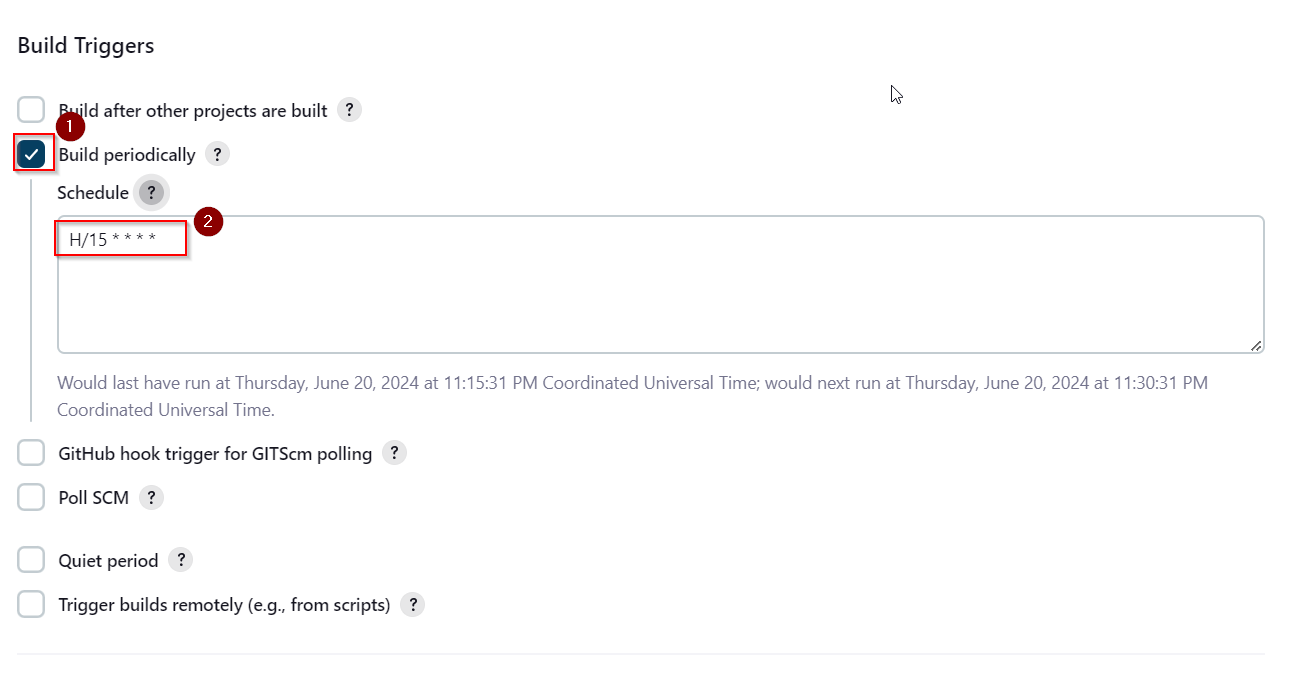 Build Triggers
Build after other projects are built ?
1
Build periodically ?
Schedule ?
2
H/15 * * * *
Would last have run at Thursday, June 20, 2024 at 11:15:31 PM Coordinated Universal Time; would next run at Thursday, June 20, 2024 at 11:30:31 PM
Coordinated Universal Time.
GitHub hook trigger for GITScm polling ?
Poll SCM ?
Quiet period ?
Trigger builds remotely (e.g., from scripts) ?